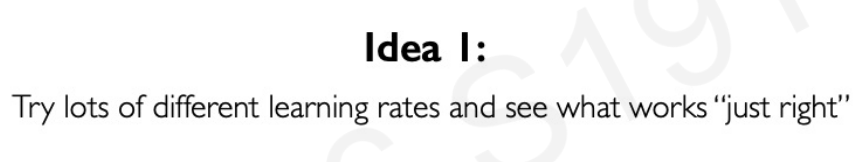 Idea 1:
Try lots of different learning rates and see what works “just right”